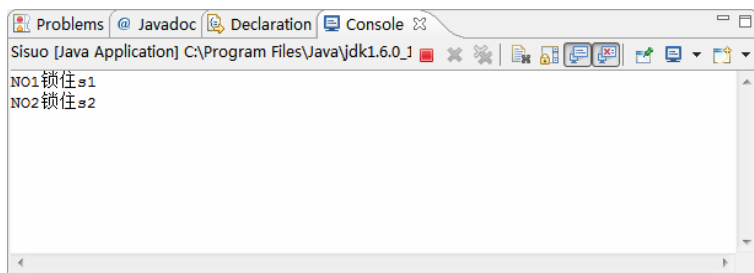 Problems @ Javadoc Declaration Console
Sisuo [Java Application] C:\Program Files\Java\jdk1.6.0_1
NO1锁住s1
NO2锁住s2